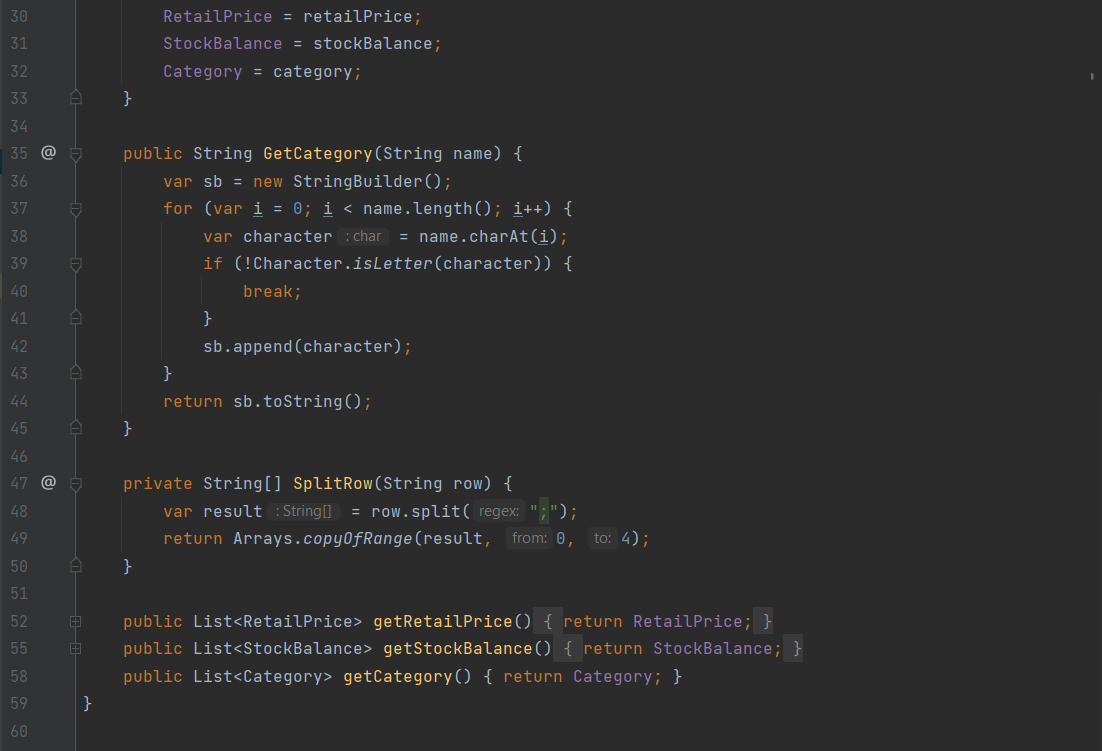 30 RetailPrice = retailPrice;
31 StockBalance = stockBalance;
32 Category = category;
33 }
34
35 @ public String GetCategory(String name) {
36 var sb = new StringBuilder();
37 for (var i = 0; i < name.length(); i++) {
38 var character : char = name.charAt(i);
39 if (!Character.isLetter(character)) {
40 break;
41 }
42 sb.append(character);
43 }
44 return sb.toString();
45 }
46
47 @ private String[] SplitRow(String row) {
48 var result : String[] = row.split( regex: ";");
49 return Arrays.copyOfRange(result, from: 0, to: 4);
50 }
51
52 public List<RetailPrice> getRetailPrice() { return RetailPrice; }
55 public List<StockBalance> getStockBalance() { return StockBalance; }
58 public List<Category> getCategory() { return Category; }
59 }
60